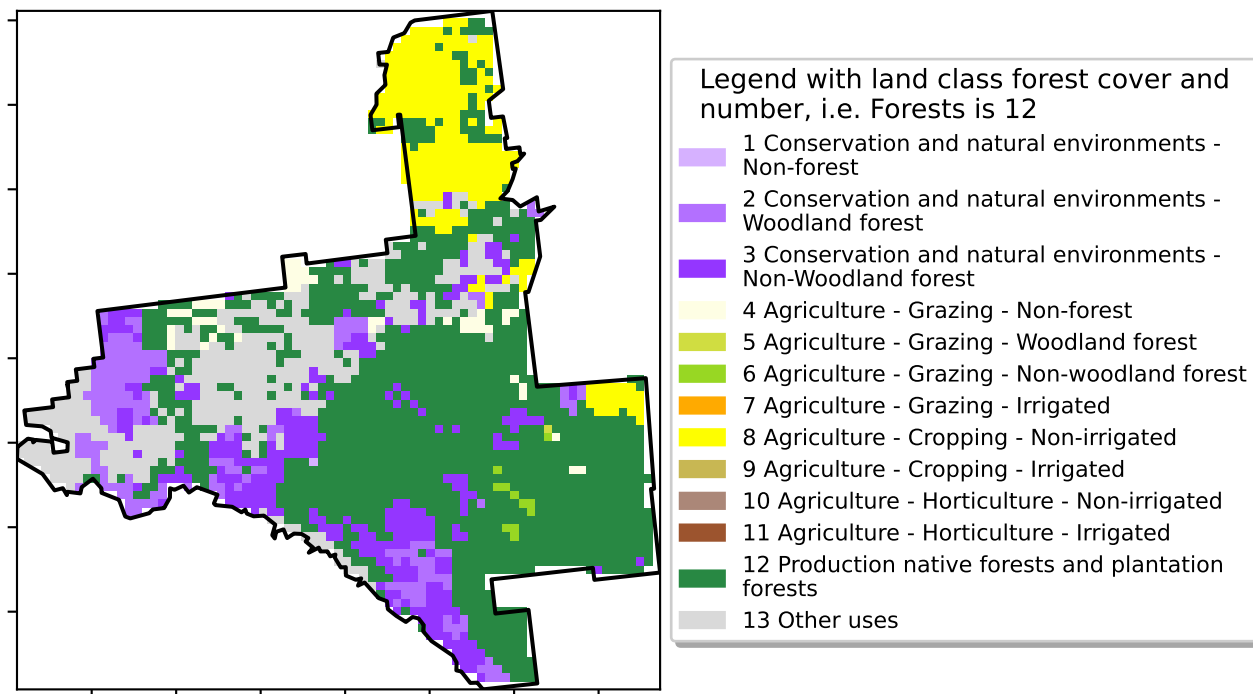 Legend with land class forest cover and
number, i.e. Forests is 12
1 Conservation and natural environments -
Non-forest
2 Conservation and natural environments -
Woodland forest
3 Conservation and natural environments -
Non-Woodland forest
4 Agriculture - Grazing - Non-forest
5 Agriculture - Grazing - Woodland forest
6 Agriculture - Grazing - Non-woodland forest
7 Agriculture - Grazing - Irrigated
8 Agriculture - Cropping - Non-irrigated
9 Agriculture - Cropping - Irrigated
10 Agriculture - Horticulture - Non-irrigated
11 Agriculture - Horticulture - Irrigated
12 Production native forests and plantation
forests
13 Other uses